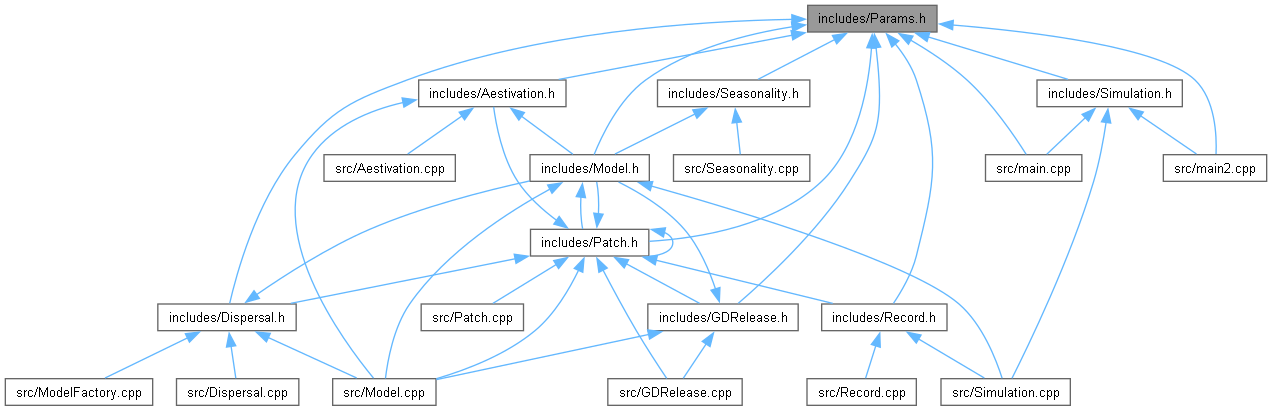 includes/Params.h
includes/Aestivation.h
includes/Seasonality.h
includes/Simulation.h
src/Aestivation.cpp
includes/Model.h
src/Seasonality.cpp
src/main.cpp
src/main2.cpp
includes/Patch.h
includes/Dispersal.h
src/Patch.cpp
includes/GDRelease.h
includes/Record.h
src/ModelFactory.cpp
src/Dispersal.cpp
src/Model.cpp
src/GDRelease.cpp
src/Record.cpp
src/Simulation.cpp